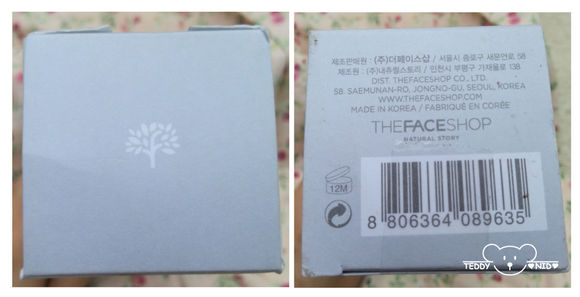 제조판매원 : (주)더페이스샵 / 서울시 종로구 새문안로 58
제조원 : (주)내츄럴스토리 / 인천시 부평구 가재울로 138
DIST. THEFACESHOP CO., LTD.
58. SAEMUNAN-RO, JONGNO-GU, SEOUL, KOREA
WWW.THEFACESHOP.COM
MADE IN KOREA / FABRIQUÉ EN CORÉE
THEFACESHOP
NATURAL STORY
12M
8 806364 089635
TEDDY NID